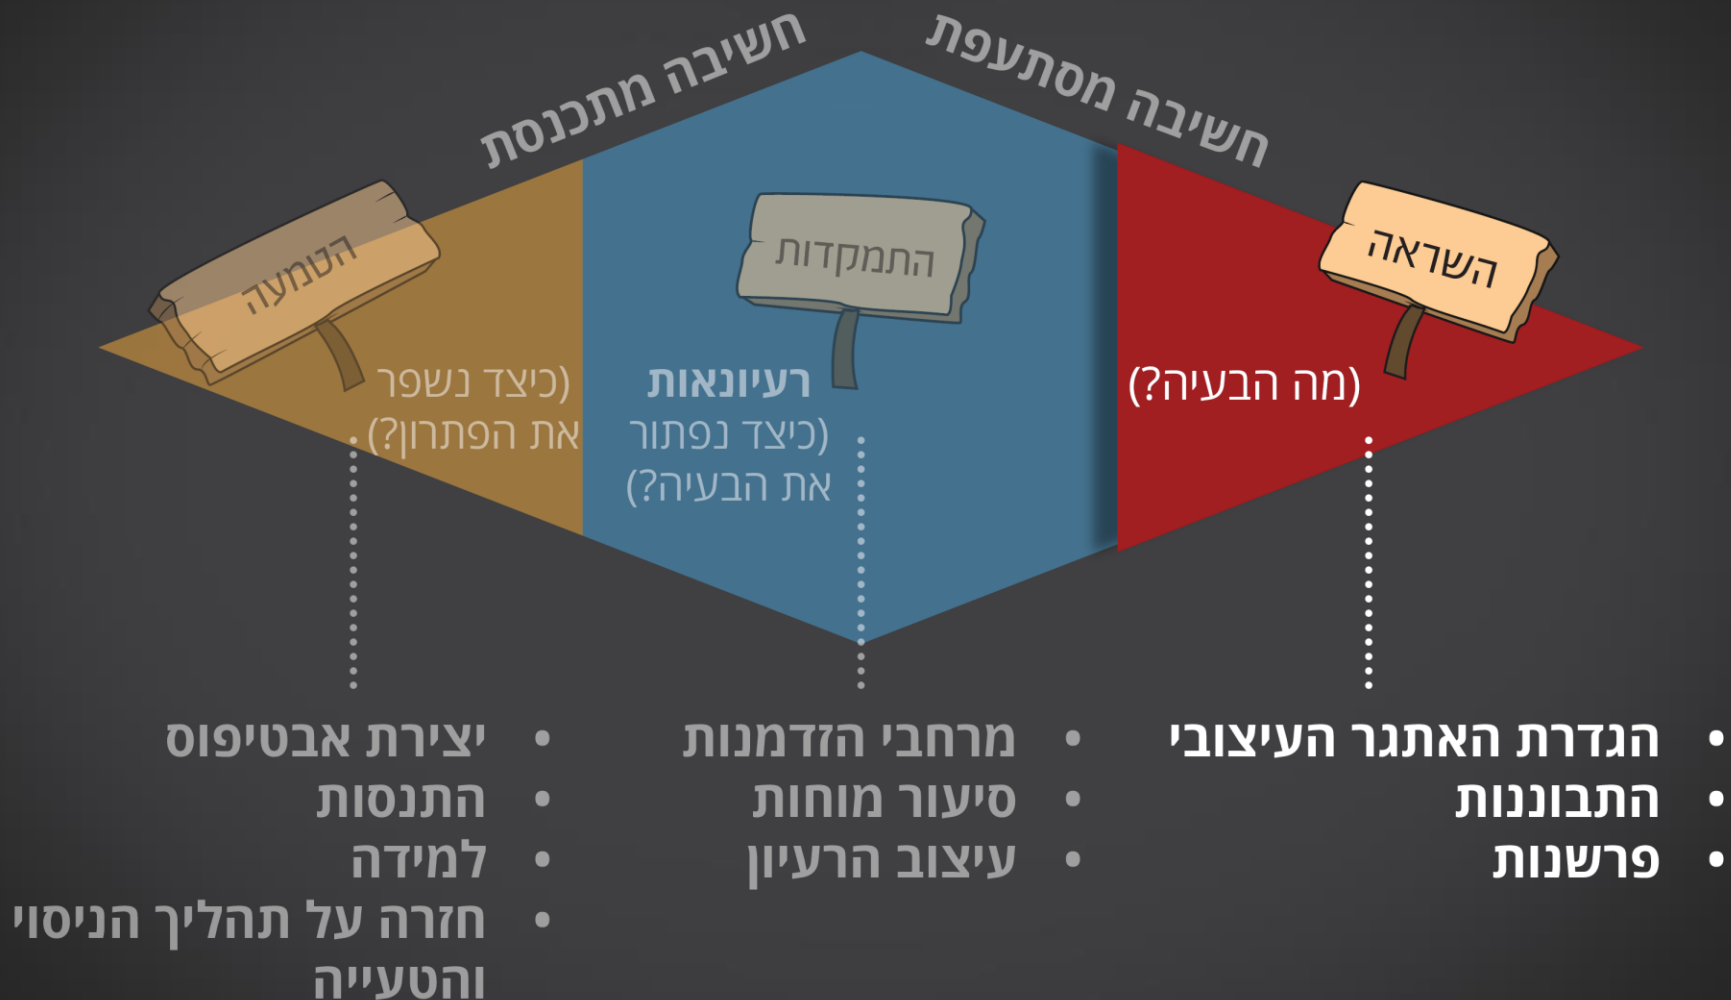 חשיבה מסתעפת
חשיבה מתכנסת
השראה
(מה הבעיה?)
התמקדות
רעיונאות
(כיצד נפתור
את הבעיה?)
הטמעה
(כיצד נשפר
את הפתרון?)
• הגדרת האתגר העיצובי
• התבוננות
• פרשנות
• מרחבי הזדמנות
• סיעור מוחות
• עיצוב הרעיון
• יצירת אבטיפוס
• התנסות
• למידה
• חזרה על תהליך הניסוי
והטעייה